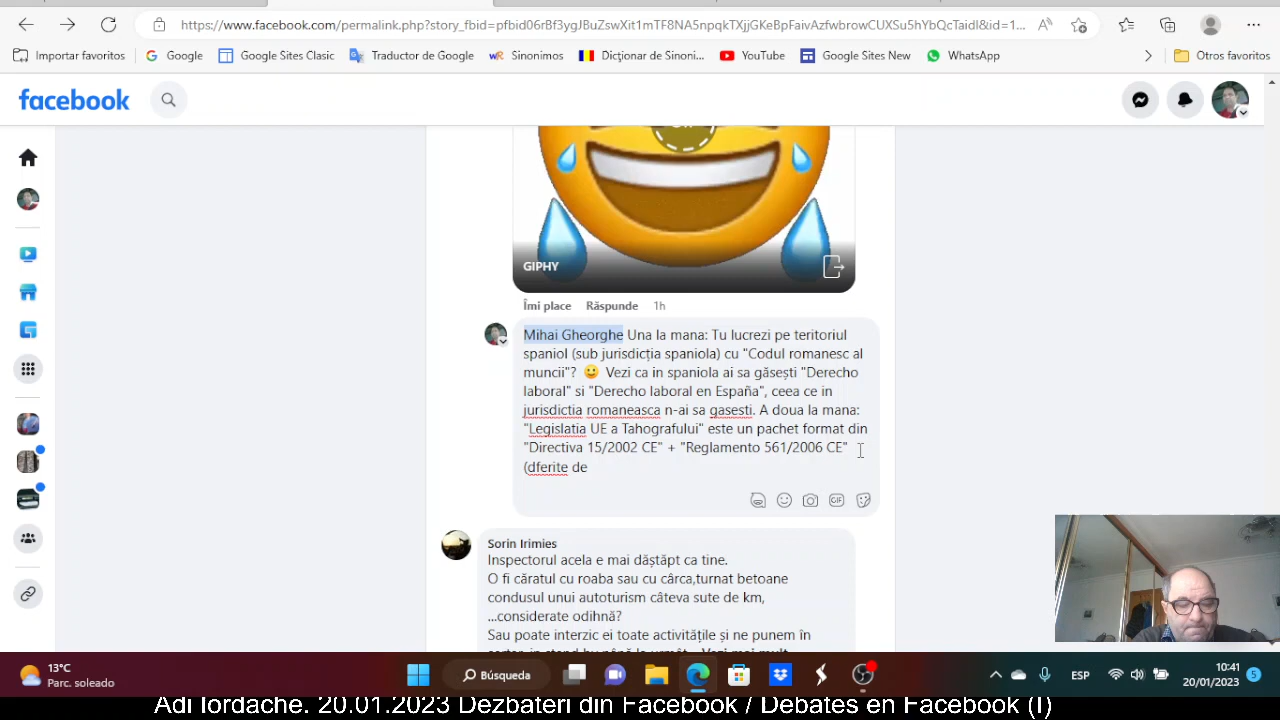 https://www.facebook.com/permalink.php?story_fbid=pfbid06rBf3ygJBuZswXit1mTF8NA5npqkTXjjGKeBpFaivAzfwbrowCUXSu5hYbQcTaidI&id=1...
Importar favoritos
Google
Google Sites Clasic
Traductor de Google
Sinonimos
Dicționar de Sinoni...
YouTube
Google Sites New
WhatsApp
Otros favoritos
facebook
GIF
GIPHY
Îmi place Răspunde 1h
Mihai Gheorghe Una la mana: Tu lucrezi pe teritoriul
spaniol (sub jurisdicția spaniola) cu "Codul romanesc al
muncii"? 🙂 Vezi ca in spaniola ai sa găsești "Derecho
laboral" si "Derecho laboral en España", ceea ce in
jurisdictia romaneasca n-ai sa gasesti. A doua la mana:
"Legislatia UE a Tahografului" este un pachet format din
"Directiva 15/2002 CE" + "Reglamento 561/2006 CE"
(dferite de
Sorin Irimies
Inspectorul acela e mai dăștăpt ca tine.
O fi căratul cu roaba sau cu cârca,turnat betoane
condusul unui autoturism câteva sute de km,
...considerate odihnă?
Sau poate interzic ei toate activitățile și ne punem în
13°C
Parc. soleado
Búsqueda
ESP
10:41
20/01/2023
5
Adi Iordache. 20.01.2023 Dezbateri din Facebook / Debates en Facebook (I)